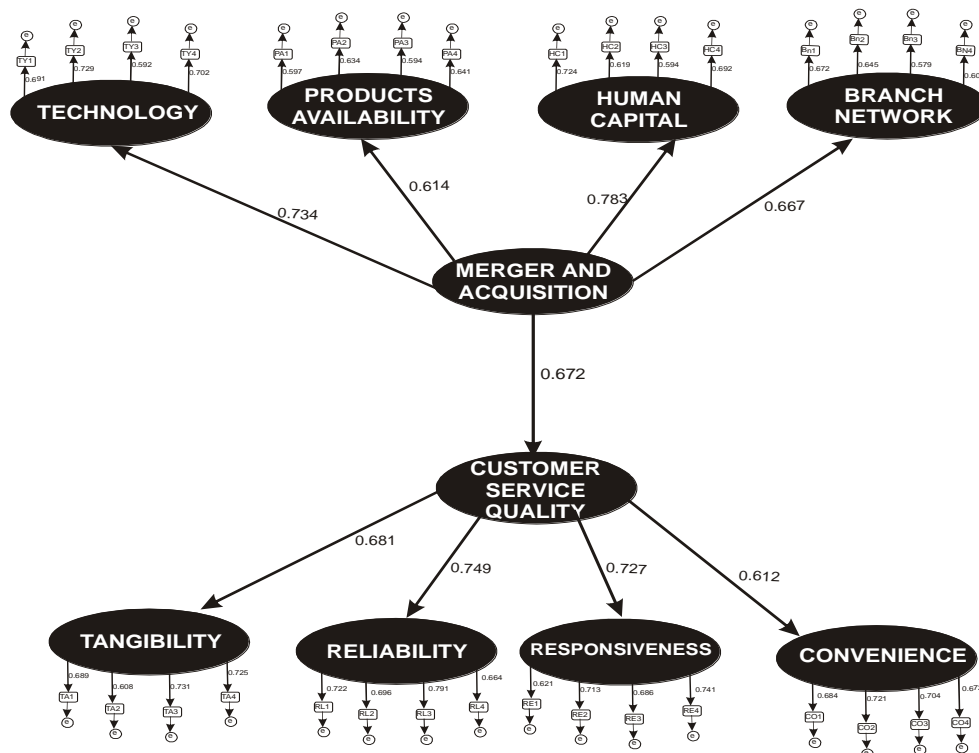 e e e e e e e e e e e e e e e e
TY1 TY2 TY3 TY4 PA1 PA2 PA3 PA4 HC1 HC2 HC3 HC4 Bn1 Bn2 Bn3 BN4
0.691 0.729 0.592 0.702 0.597 0.634 0.594 0.641 0.724 0.619 0.594 0.692 0.672 0.645 0.579
TECHNOLOGY
PRODUCTS
AVAILABILITY
HUMAN
CAPITAL
BRANCH
NETWORK
0.734 0.614 0.783 0.667
MERGER AND
ACQUISITION
0.672
CUSTOMER
SERVICE
QUALITY
0.681 0.749 0.727 0.612
TANGIBILITY
RELIABILITY
RESPONSIVENESS
CONVENIENCE
0.689 0.608 0.731 0.725 0.722 0.696 0.791 0.664 0.621 0.713 0.686 0.741 0.684 0.721 0.704
TA1 TA2 TA3 TA4 RL1 RL2 RL3 RL4 RE1 RE2 RE3 RE4 CO1 CO2 CO3 CO4
e e e e e e e e e e e e e e e e